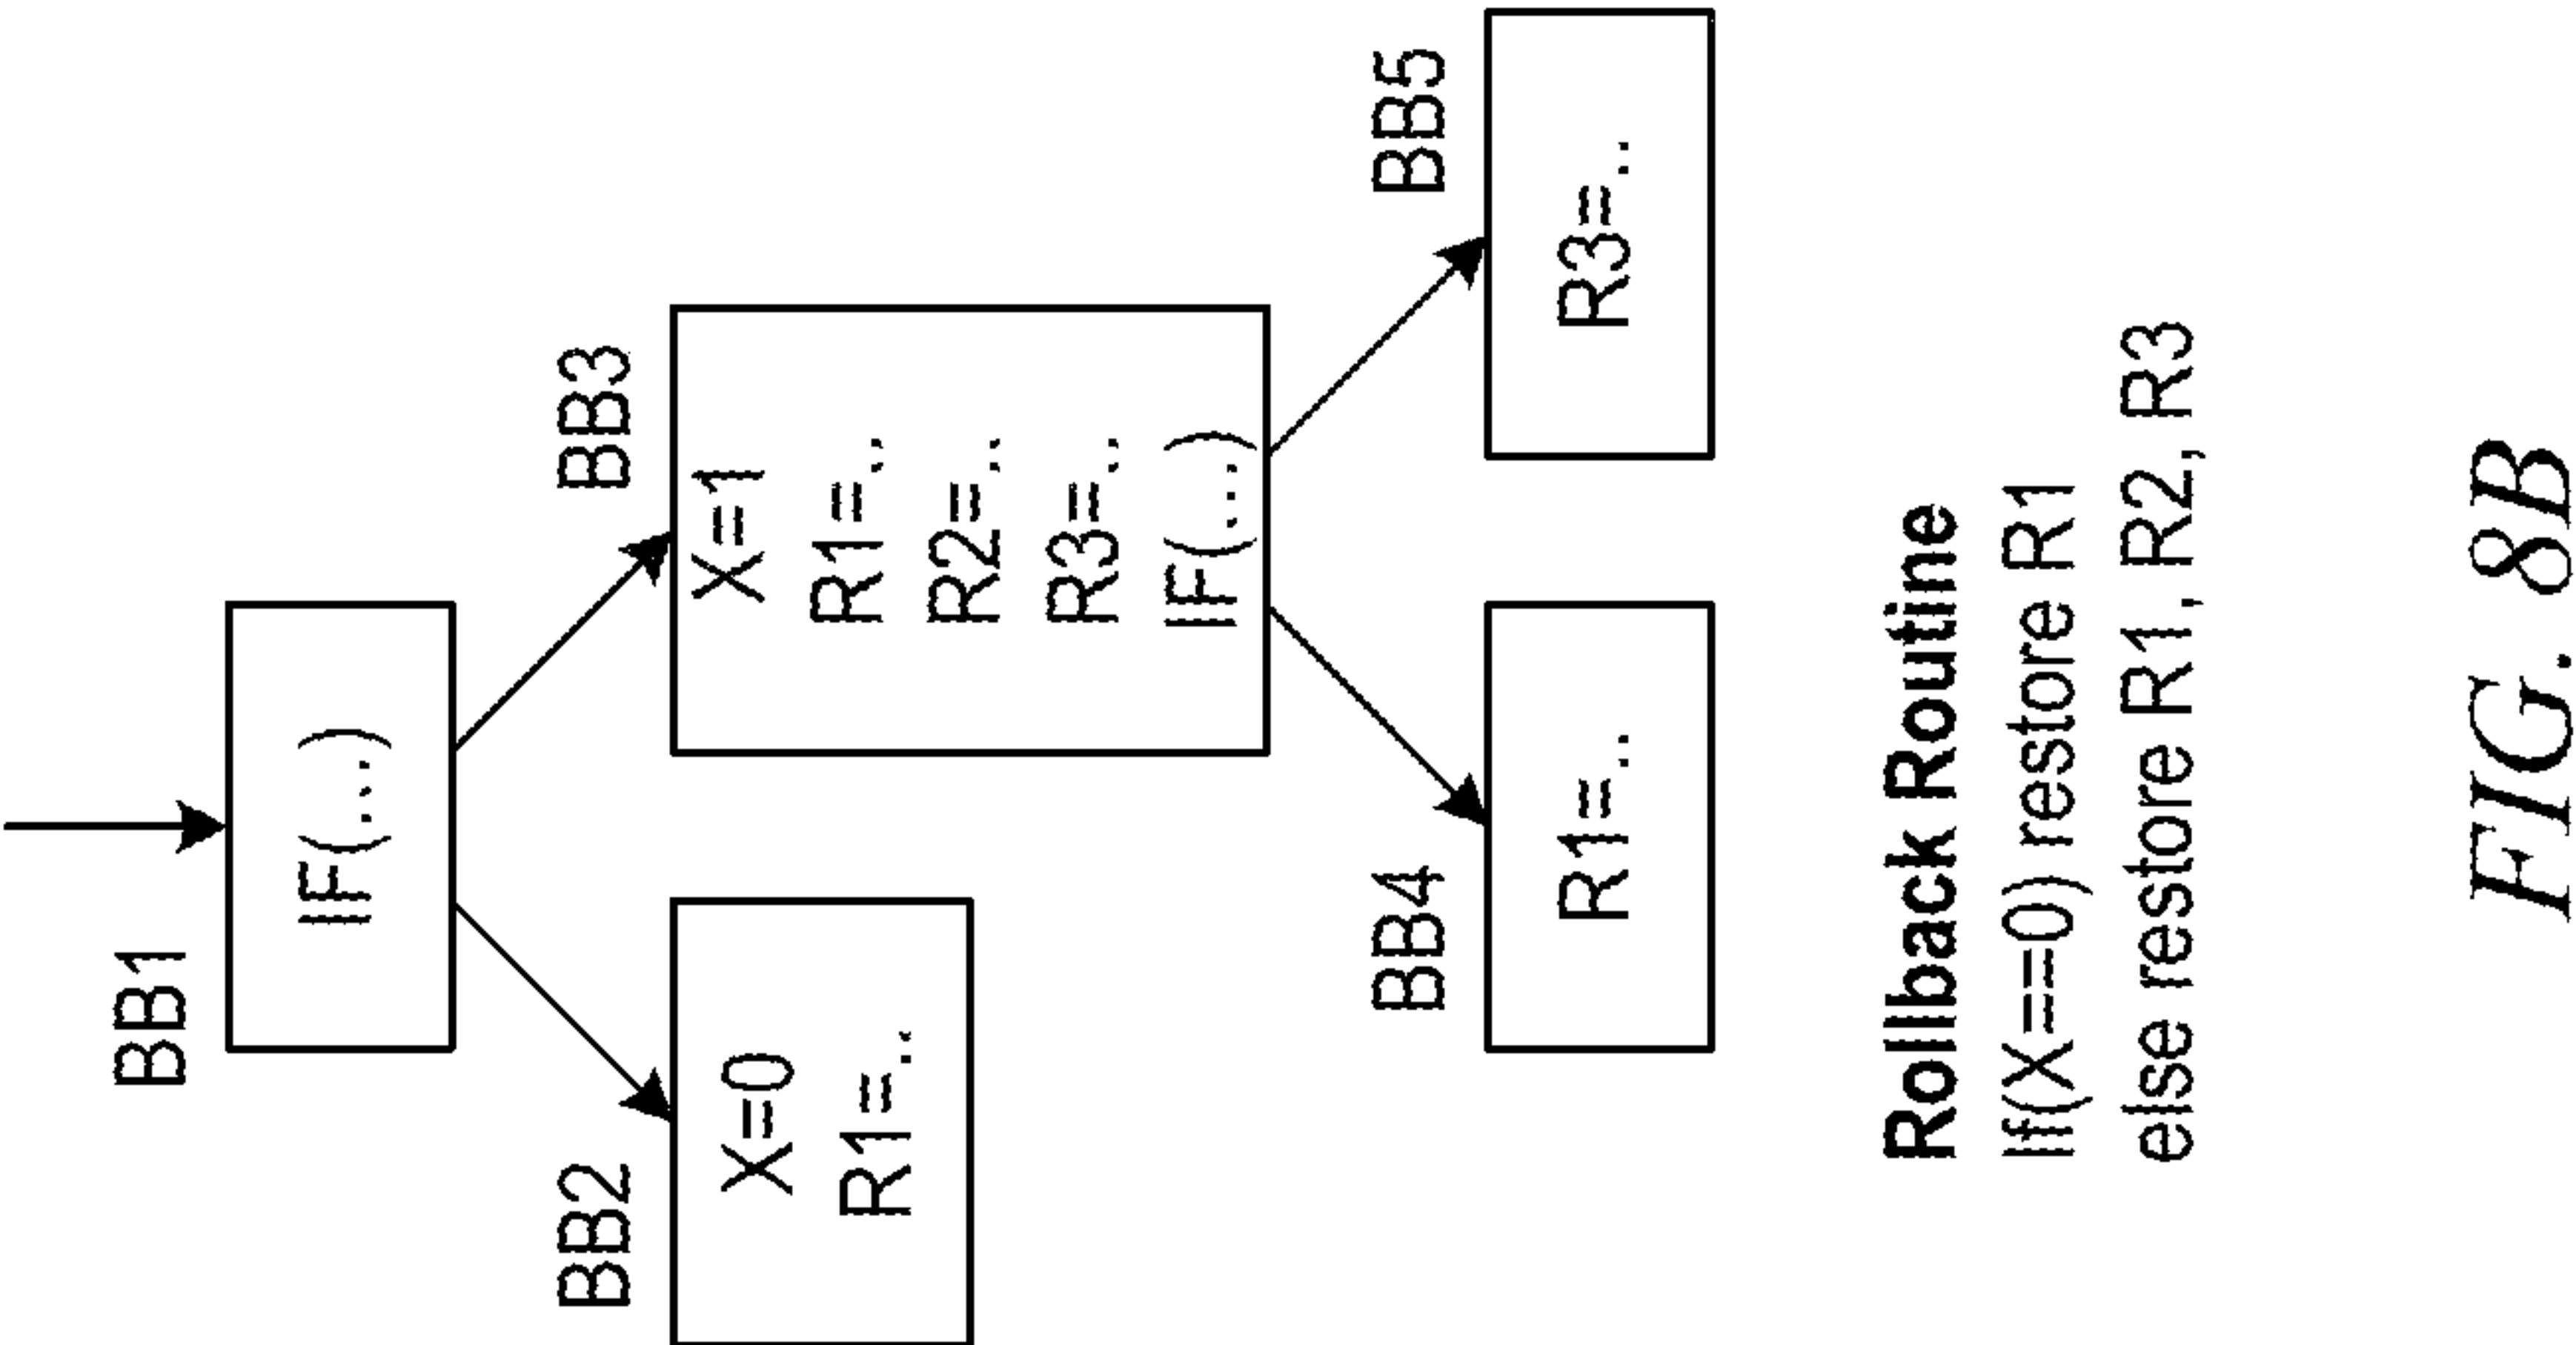 BB1
IF(...)
BB2
X=0
R1=..
BB3
X=1
R1=..
R2=..
R3=..
IF(...)
BB4
R1=..
BB5
R3=..
Rollback Routine
If(X==0) restore R1
else restore R1, R2, R3
FIG. 8B